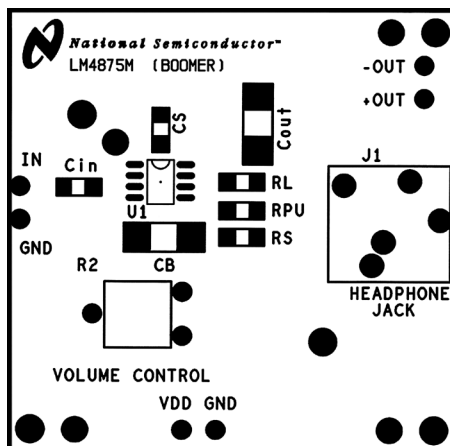 National Semiconductor™
LM4875M (BOOMER)
-OUT
+OUT
CS
Cout
IN
Cin
J1
RL
U1
RPU
GND
RS
R2
CB
HEADPHONE
JACK
VOLUME CONTROL
VDD GND